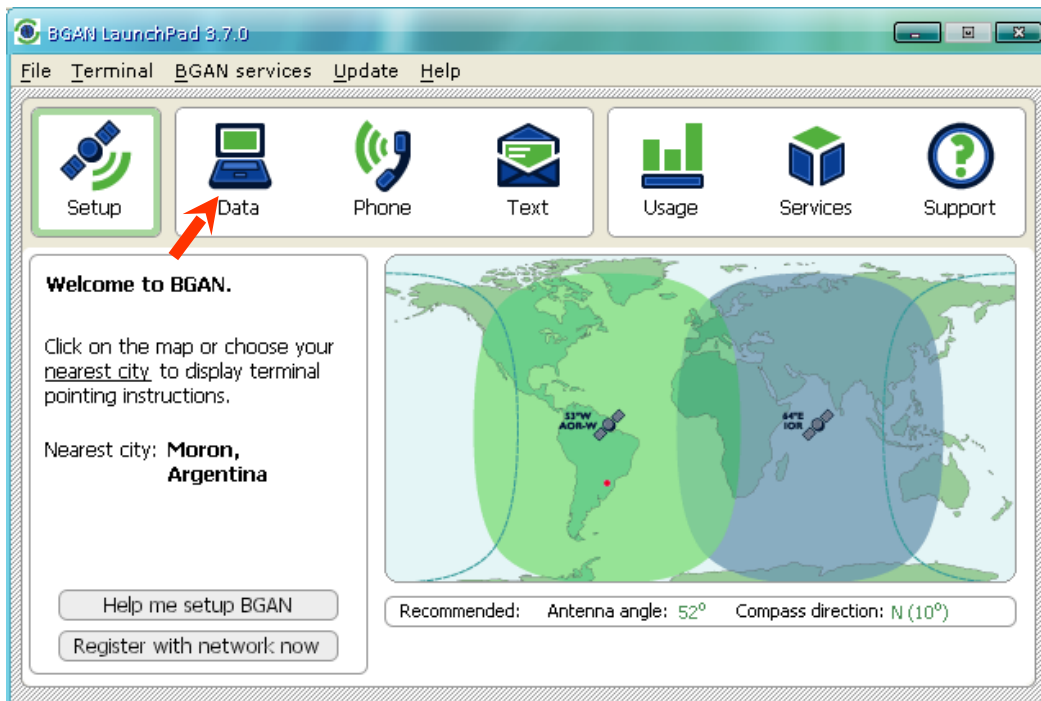 BGAN LaunchPad 3.7.0
File Terminal BGAN services Update Help
Setup Data Phone Text Usage Services Support
Welcome to BGAN.
Click on the map or choose your
nearest city to display terminal
pointing instructions.
Nearest city: Moron,
Argentina
Help me setup BGAN
Register with network now
53°W
AOR-W
64°E
IOR
Recommended: Antenna angle: 52° Compass direction: N (10°)